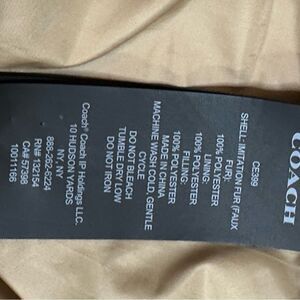 COACH
CE399
SHELL: IMITATION FUR (FAUX
FUR)
100% POLYESTER
LINING:
100% POLYESTER
FILLING:
100% POLYESTER
MADE IN CHINA
MACHINE WASH COLD, GENTLE
CYCLE
DO NOT BLEACH
TUMBLE DRY LOW
DO NOT IRON
Coach® Coach IP Holdings LLC.
10 HUDSON YARDS
NY, NY
866-262-6224
RN# 132154
CA# 57398
10011166